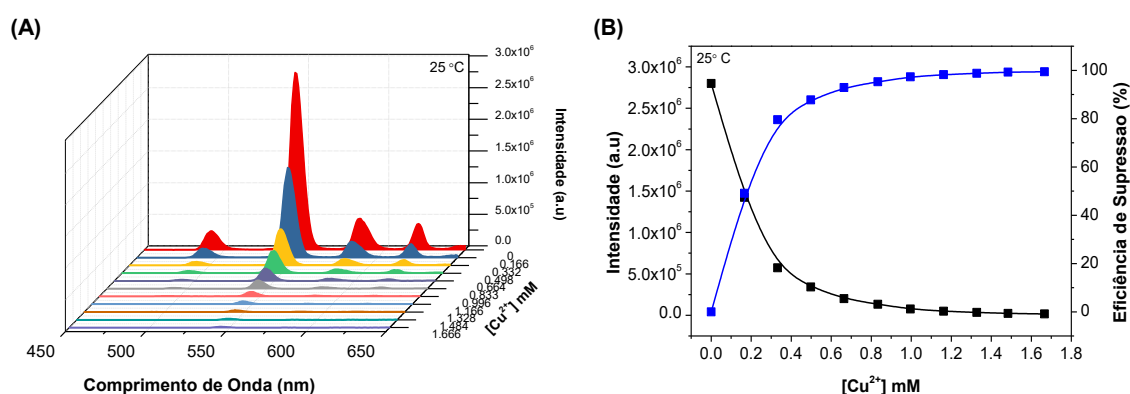 (A)
25 °C
3.0x10⁶
2.5x10⁶
2.0x10⁶
1.5x10⁶
1.0x10⁶
5.0x10⁵
0.0
Intensidade (a.u)
0
0.166
0.332
0.498
0.664
0.833
0.996
1.166
1.328
1.484
1.666
[Cu²⁺] mM
450 500 550 600 650
Comprimento de Onda (nm)
(B)
25° C
3.0x10⁶
2.5x10⁶
2.0x10⁶
1.5x10⁶
1.0x10⁶
5.0x10⁵
0.0
Intensidade (a.u)
100
80
60
40
20
0
Eficiência de Supressao (%)
0.0 0.2 0.4 0.6 0.8 1.0 1.2 1.4 1.6 1.8
[Cu²⁺] mM